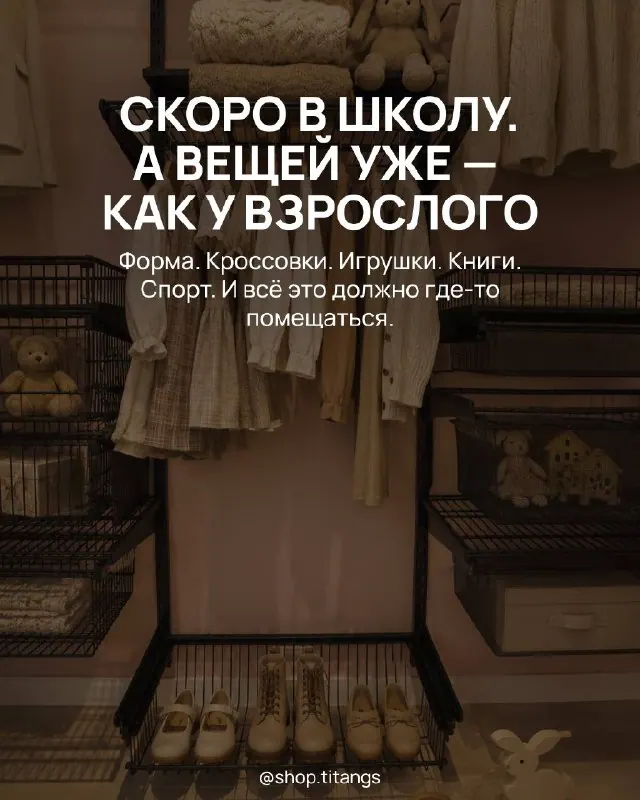 СКОРО В ШКОЛУ.
А ВЕЩЕЙ УЖЕ —
КАК У ВЗРОСЛОГО
Форма. Кроссовки. Игрушки. Книги.
Спорт. И всё это должно где-то
помещаться.
@shop.titangs